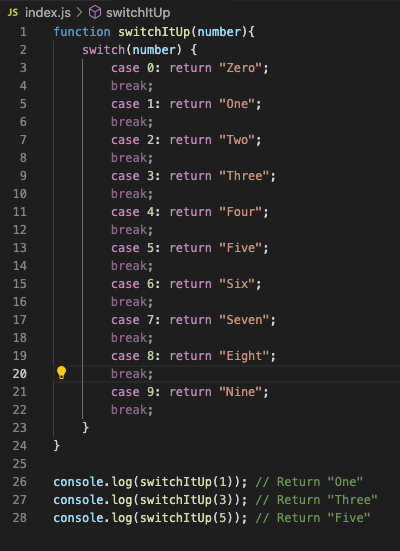 JS index.js > switchItUp
1 function switchItUp(number){
2     switch(number) {
3         case 0: return "Zero";
4         break;
5         case 1: return "One";
6         break;
7         case 2: return "Two";
8         break;
9         case 3: return "Three";
10         break;
11         case 4: return "Four";
12         break;
13         case 5: return "Five";
14         break;
15         case 6: return "Six";
16         break;
17         case 7: return "Seven";
18         break;
19         case 8: return "Eight";
20         break;
21         case 9: return "Nine";
22         break;
23     }
24 }
25
26 console.log(switchItUp(1)); // Return "One"
27 console.log(switchItUp(3)); // Return "Three"
28 console.log(switchItUp(5)); // Return "Five"